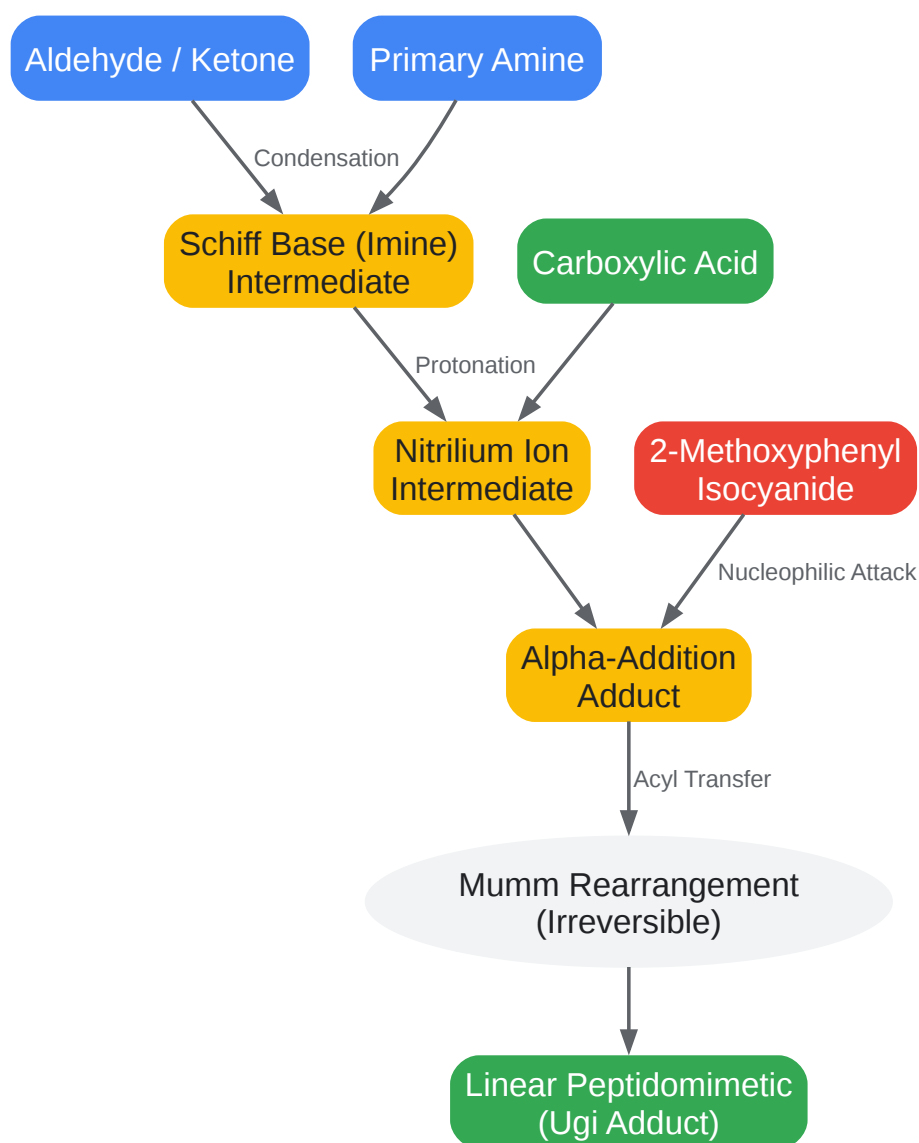 Aldehyde / Ketone
Primary Amine
Condensation
Schiff Base (Imine)
Intermediate
Carboxylic Acid
Protonation
Nitrilium Ion
Intermediate
2-Methoxyphenyl
Isocyanide
Nucleophilic Attack
Alpha-Addition
Adduct
Acyl Transfer
Mumm Rearrangement
(Irreversible)
Linear Peptidomimetic
(Ugi Adduct)